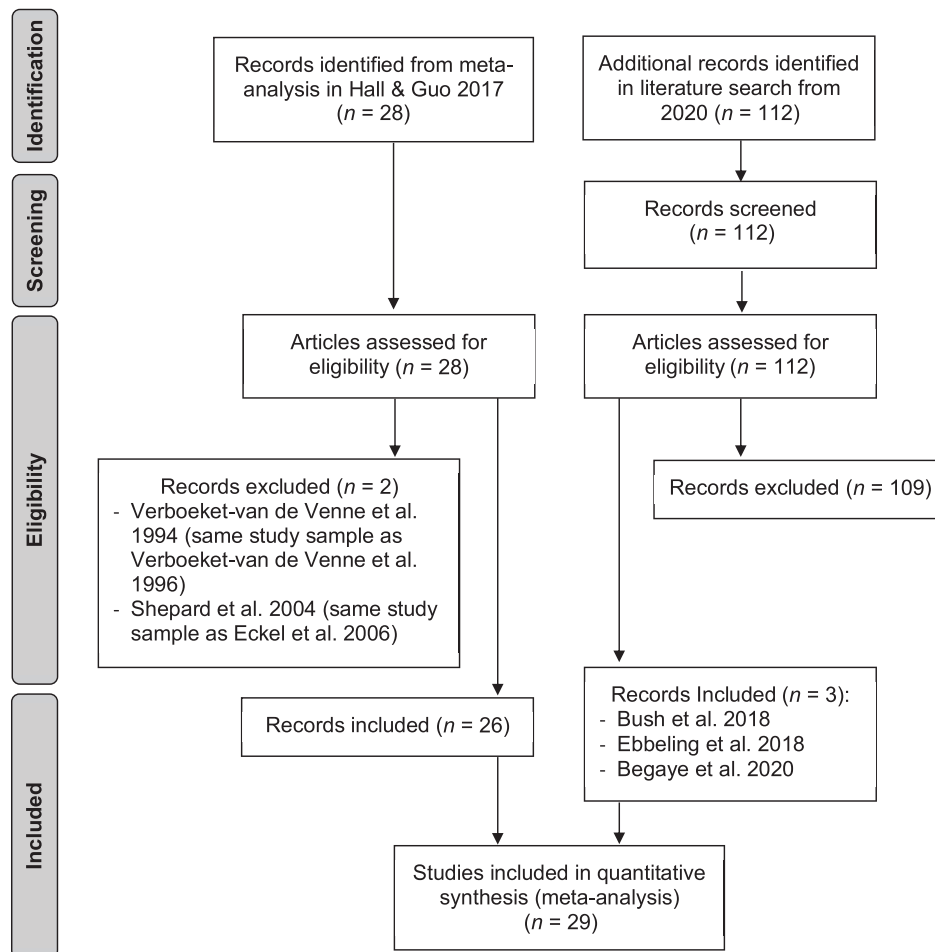 Identification
Records identified from meta-
analysis in Hall & Guo 2017
(n = 28)
Additional records identified
in literature search from
2020 (n = 112)
Screening
Records screened
(n = 112)
Eligibility
Articles assessed for
eligibility (n = 28)
Articles assessed for
eligibility (n = 112)
Records excluded (n = 2)
- Verboeket-van de Venne et al.
1994 (same study sample as
Verboeket-van de Venne et al.
1996)
- Shepard et al. 2004 (same study
sample as Eckel et al. 2006)
Records excluded (n = 109)
Included
Records included (n = 26)
Records Included (n = 3):
- Bush et al. 2018
- Ebbeling et al. 2018
- Begaye et al. 2020
Studies included in quantitative
synthesis (meta-analysis)
(n = 29)